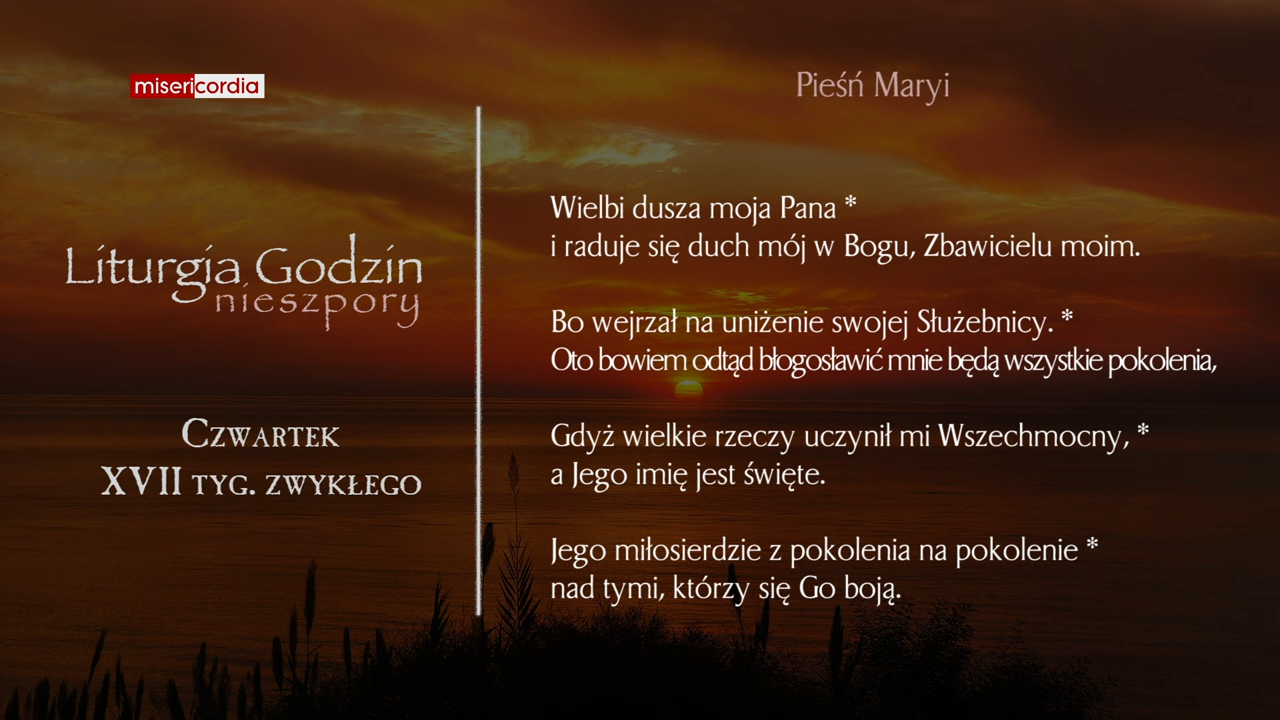 misericordia
Liturgia Godzin
nieszpory
Czwartek
XVII tyg. zwykłego
Pieśń Maryi
Wielbi dusza moja Pana *
i raduje się duch mój w Bogu, Zbawicielu moim.
Bo wejrzał na uniżenie swojej Służebnicy. *
Oto bowiem odtąd błogosławić mnie będą wszystkie pokolenia,
Gdyż wielkie rzeczy uczynił mi Wszechmocny, *
a Jego imię jest święte.
Jego miłosierdzie z pokolenia na pokolenie *
nad tymi, którzy się Go boją.